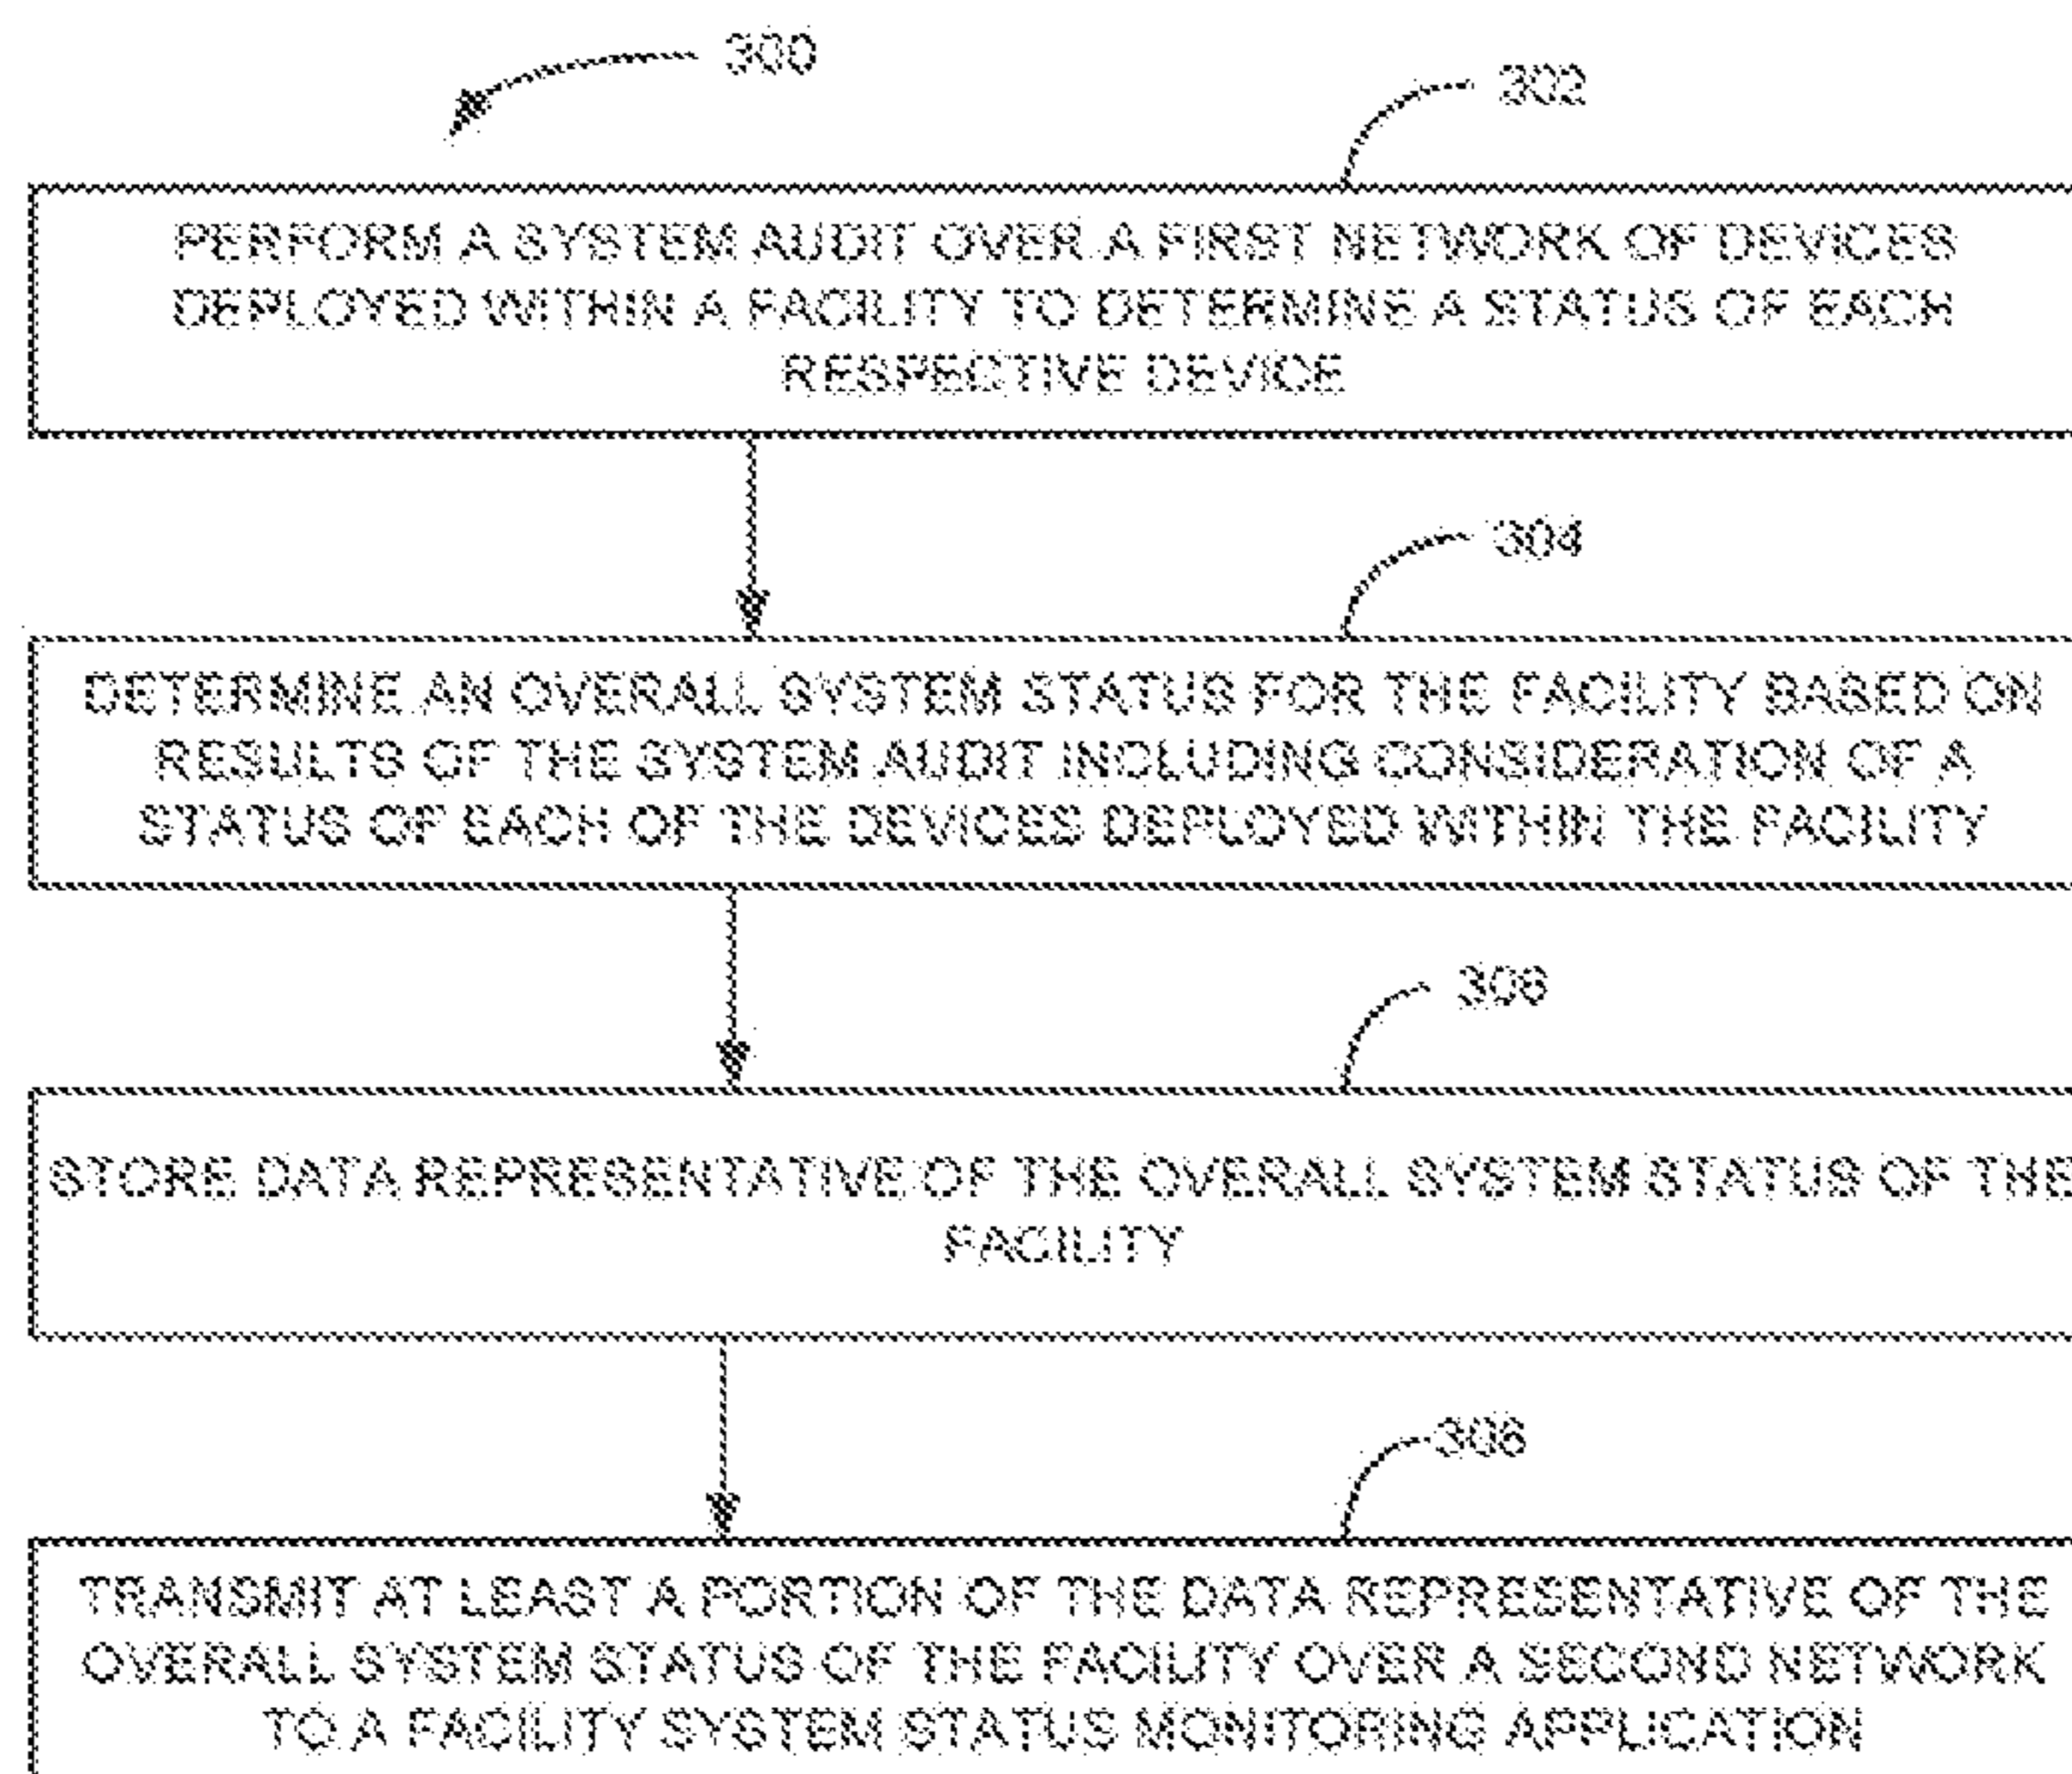 300
302
PERFORM A SYSTEM AUDIT OVER A FIRST NETWORK OF DEVICES
DEPLOYED WITHIN A FACILITY TO DETERMINE A STATUS OF EACH
RESPECTIVE DEVICE
304
DETERMINE AN OVERALL SYSTEM STATUS FOR THE FACILITY BASED ON
RESULTS OF THE SYSTEM AUDIT INCLUDING CONSIDERATION OF A
STATUS OF EACH OF THE DEVICES DEPLOYED WITHIN THE FACILITY
306
STORE DATA REPRESENTATIVE OF THE OVERALL SYSTEM STATUS OF THE
FACILITY
308
TRANSMIT AT LEAST A PORTION OF THE DATA REPRESENTATIVE OF THE
OVERALL SYSTEM STATUS OF THE FACILITY OVER A SECOND NETWORK
TO A FACILITY SYSTEM STATUS MONITORING APPLICATION